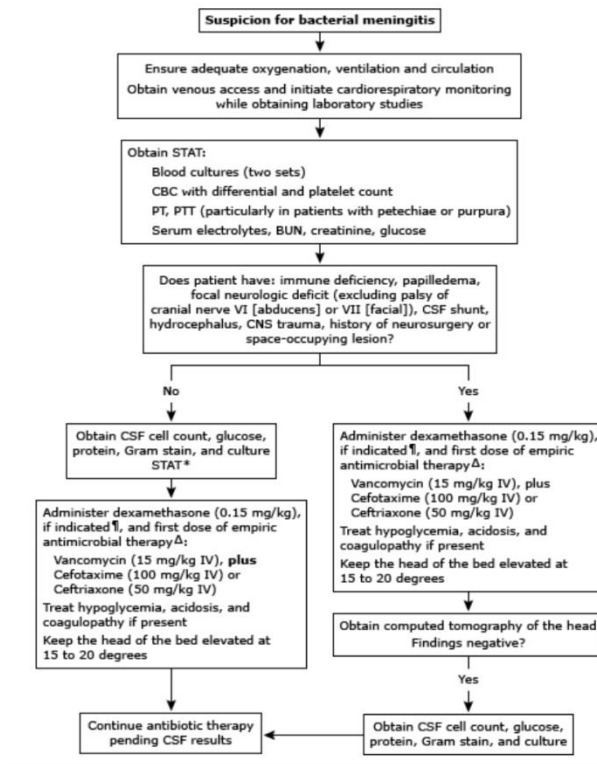 Suspicion for bacterial meningitis
Ensure adequate oxygenation, ventilation and circulation
Obtain venous access and initiate cardiorespiratory monitoring
while obtaining laboratory studies
Obtain STAT:
Blood cultures (two sets)
CBC with differential and platelet count
PT, PTT (particularly in patients with petechiae or purpura)
Serum electrolytes, BUN, creatinine, glucose
Does patient have: immune deficiency, papilledema,
focal neurologic deficit (excluding palsy of
cranial nerve VI [abducens] or VII [facial]), CSF shunt,
hydrocephalus, CNS trauma, history of neurosurgery or
space-occupying lesion?
No
Obtain CSF cell count, glucose,
protein, Gram stain, and culture
STAT*
Administer dexamethasone (0.15 mg/kg),
if indicated¶, and first dose of empiric
antimicrobial therapyΔ:
Vancomycin (15 mg/kg IV), plus
Cefotaxime (100 mg/kg IV) or
Ceftriaxone (50 mg/kg IV)
Treat hypoglycemia, acidosis, and
coagulopathy if present
Keep the head of the bed elevated at
15 to 20 degrees
Yes
Administer dexamethasone (0.15 mg/kg),
if indicated¶, and first dose of empiric
antimicrobial therapyΔ:
Vancomycin (15 mg/kg IV), plus
Cefotaxime (100 mg/kg IV) or
Ceftriaxone (50 mg/kg IV)
Treat hypoglycemia, acidosis, and
coagulopathy if present
Keep the head of the bed elevated at
15 to 20 degrees
Obtain computed tomography of the head
Findings negative?
Yes
Obtain CSF cell count, glucose,
protein, Gram stain, and culture
Continue antibiotic therapy
pending CSF results